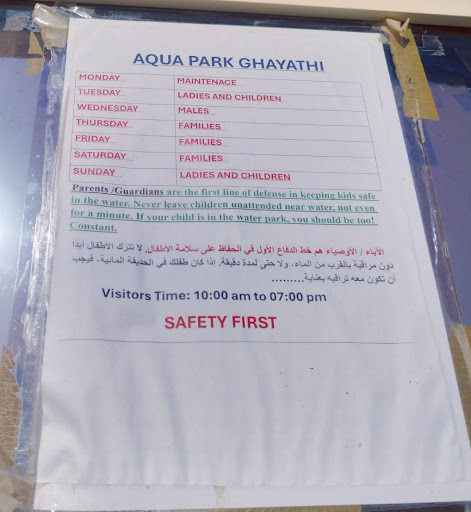 AQUA PARK GHAYATHI
MONDAY MAINTENACE
TUESDAY LADIES AND CHILDREN
WEDNESDAY MALES
THURSDAY FAMILIES
FRIDAY FAMILIES
SATURDAY FAMILIES
SUNDAY LADIES AND CHILDREN
Parents /Guardians are the first line of defense in keeping kids safe
in the water. Never leave children unattended near water, not even
for a minute. If your child is in the water park, you should be too!
Constant.
الآباء / الأوصياء هم خط الدفاع الأول في الحفاظ على سلامة الأطفال. لا تترك الاطفال أبدا
دون مراقبة بالقرب من الماء، ولا حتى لمدة دقيقة. إذا كان طفلك في الحديقة المائية، فيجب
أن تكون معه تراقبه بعناية..........
Visitors Time: 10:00 am to 07:00 pm
SAFETY FIRST